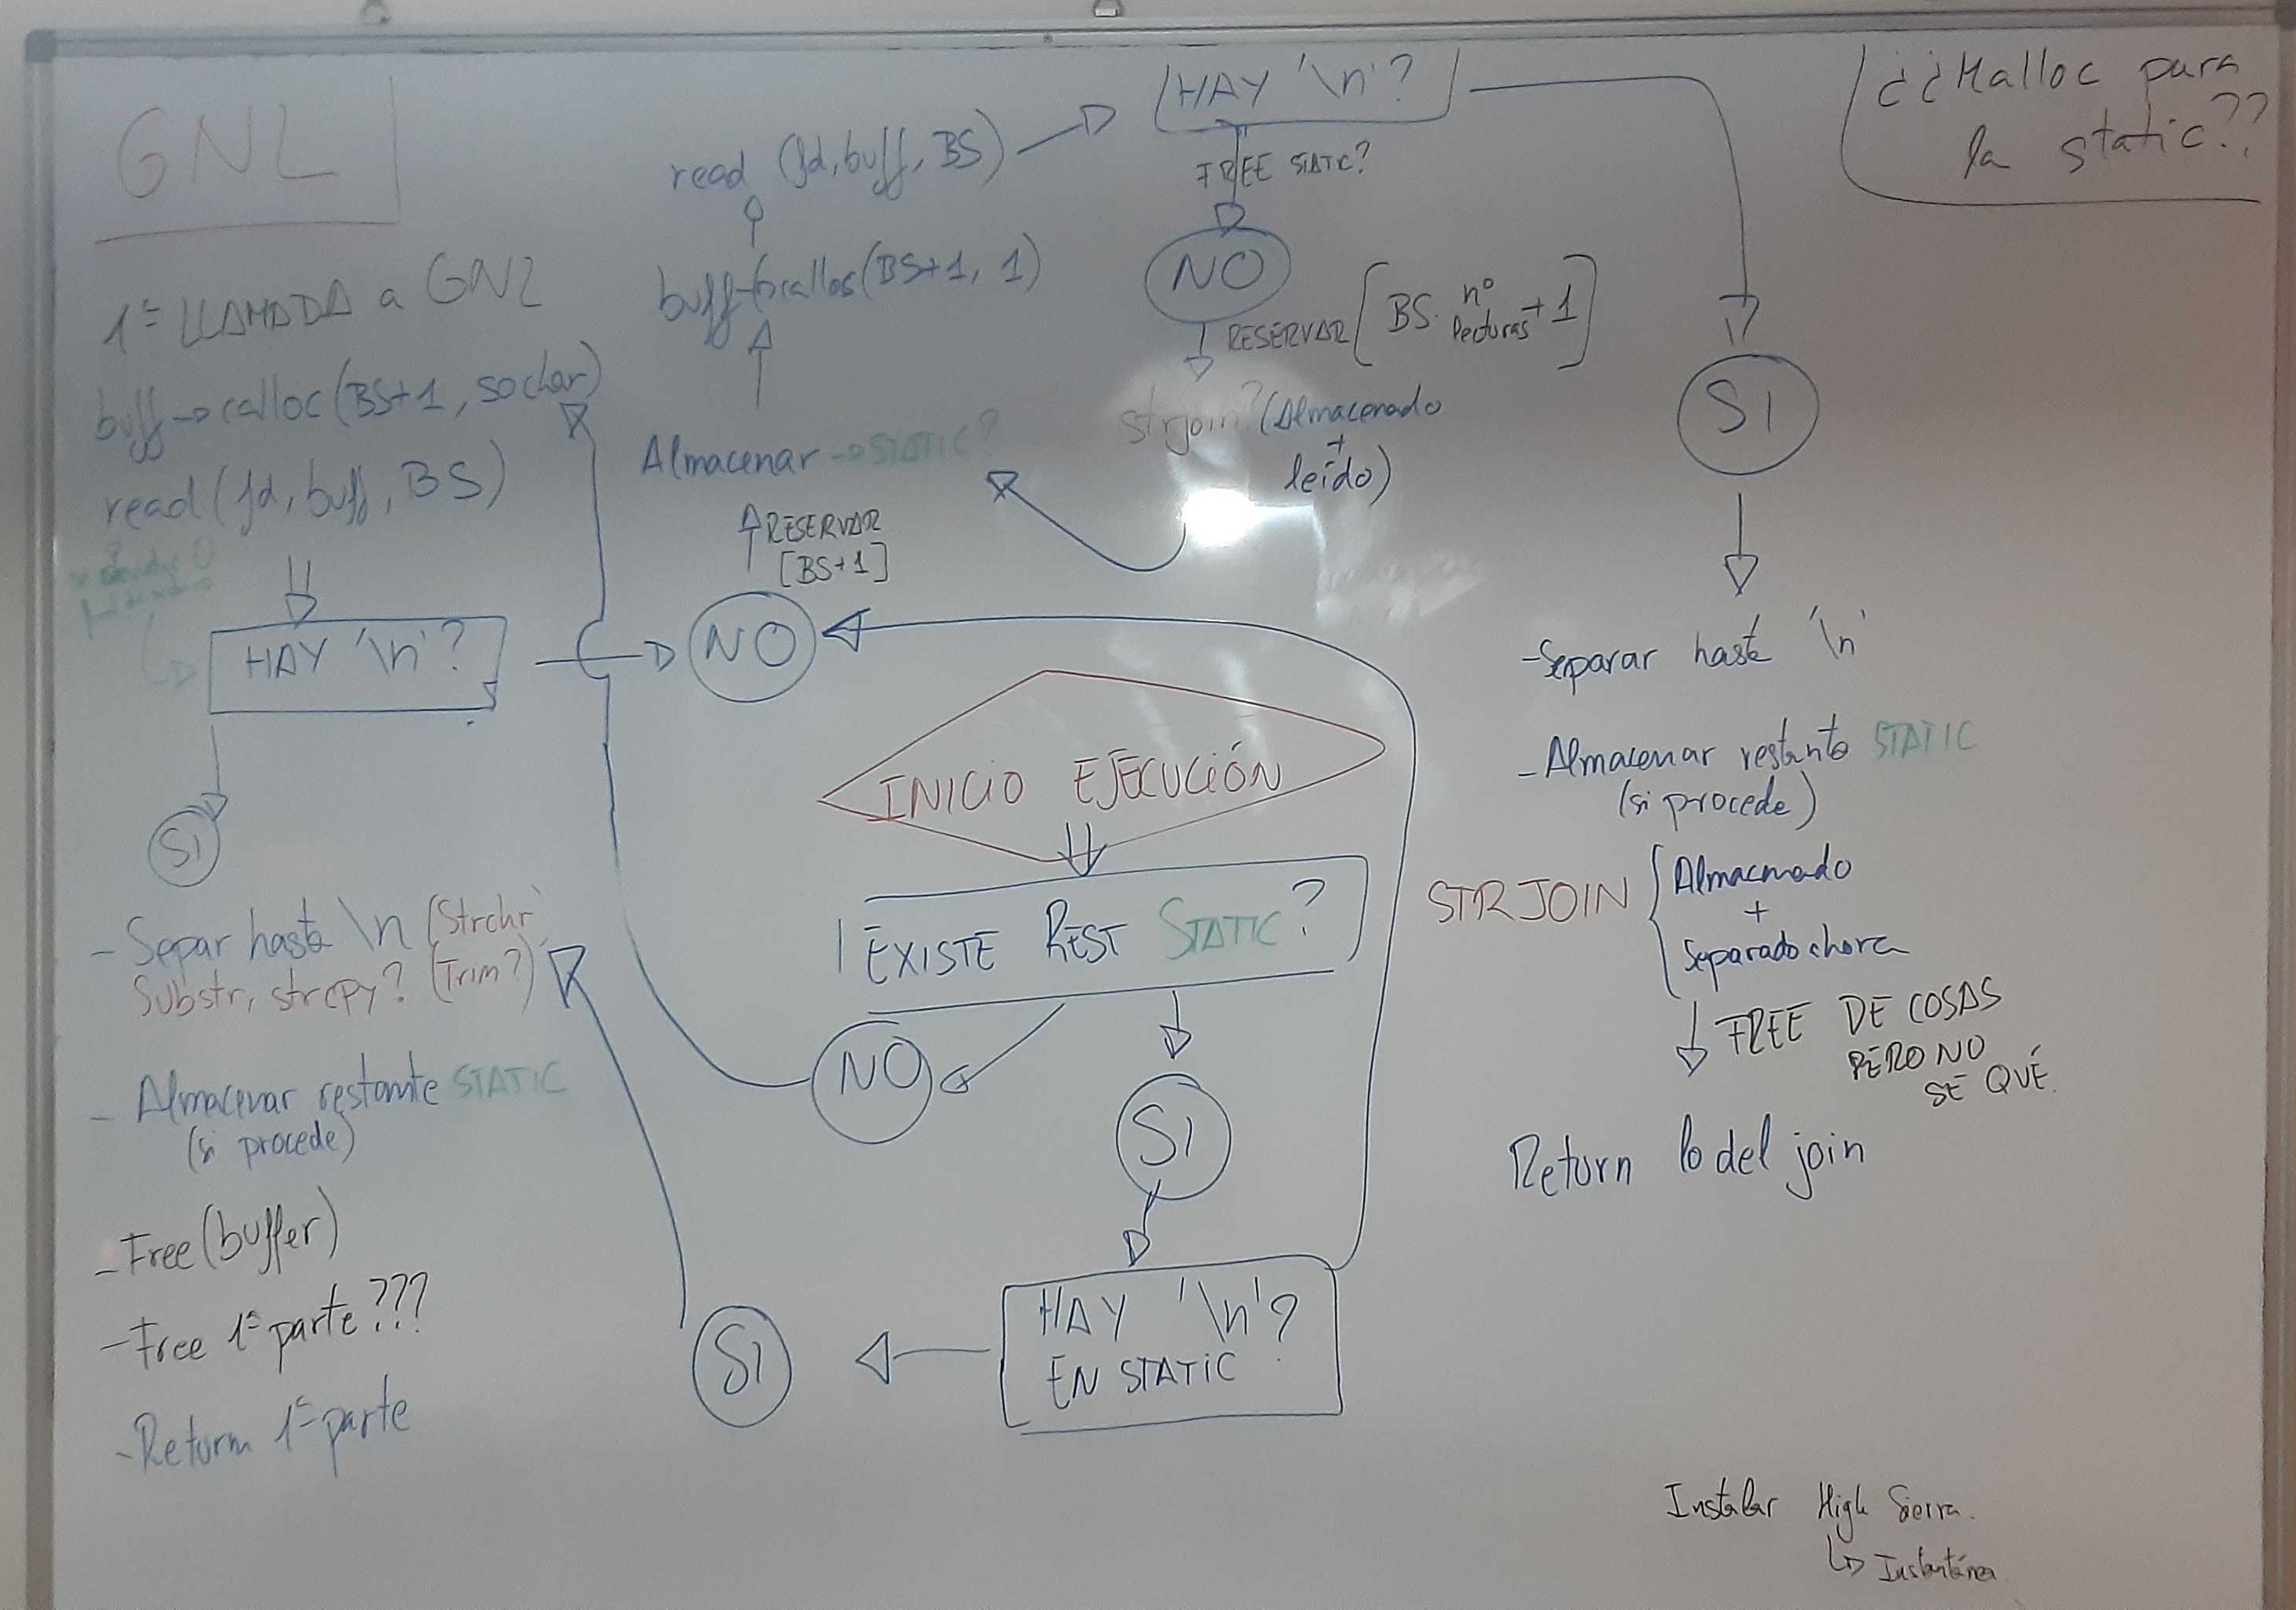 GNL
1ª LLAMADA a GNL
buff→calloc(BS+1, sochar)
read(fd, buff, BS)
HAY '\n'?
SI
- Separ hasta \n (Strchr
Substr, strcpy? (Trim?)
- Almacenar restante STATIC
(si procede)
- Free(buffer)
- Free 1ª parte???
- Return 1ª parte
read (fd, buff, BS)
(BS+1, 1)
Almacenar → STATIC?
RESERVAR
[BS+1]
NO
HAY '\n'?
FREE STATIC?
NO
RESERVAR [BS. nº lecturas + 1]
strjoin? (Almacenado
+
leído)
INICIO EJECUCIÓN
EXISTE REST STATIC?
NO
SI
HAY '\n'?
EN STATIC
SI
¿¿Malloc para
la static??
SI
- Separar hasta '\n'
- Almacenar restante STATIC
(si procede)
STRJOIN { Almacenado
+
Separado ahora
FREE DE COSAS
PERO NO
SÉ QUÉ.
Return lo del join
Instalar High Sierra.
↳ Instantánea